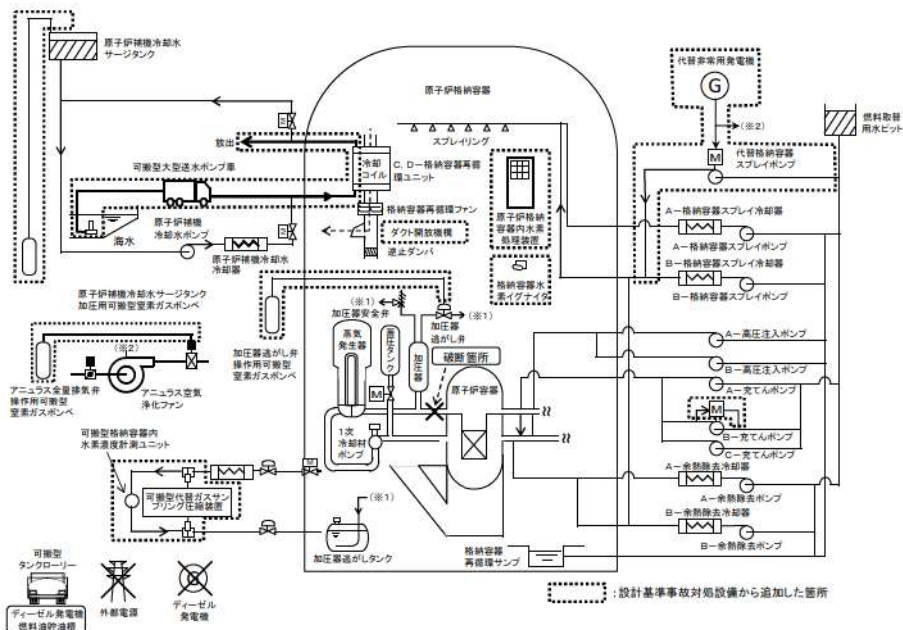 原子炉補機冷却水
サージタンク
原子炉格納容器
代替非常用発電機
G
(※2)
燃料取替
用水ピット
M
代替格納容器
スプレイポンプ
スプレイリング
M
放出
可搬型大型送水ポンプ車
冷却
コイル
C,D-格納容器再循
環ユニット
格納容器再循環ファン
ダクト開放機構
逆止ダンパ
原子炉格納
容器内水素
処理装置
格納容器水
素イグナイタ
A-格納容器スプレイ冷却器
A-格納容器スプレイポンプ
B-格納容器スプレイ冷却器
B-格納容器スプレイポンプ
海水
原子炉補機
冷却水ポンプ
M
原子炉補機冷却水
冷却器
原子炉補機冷却水サージタンク
加圧用可搬型窒素ガスボンベ
(※1)
加圧器安全弁
(※1)
加圧器
逃がし弁
加圧器逃がし弁
操作用可搬型
窒素ガスボンベ
蒸気
発生器
蓄圧タンク
加圧器
破断箇所
原子炉容器
M
1次
冷却材
ポンプ
(※2)
アニュラス全量排気弁
操作用可搬型
窒素ガスボンベ
アニュラス空気
浄化ファン
A-高圧注入ポンプ
B-高圧注入ポンプ
A-充てんポンプ
M
B-充てんポンプ
C-充てんポンプ
A-余熱除去冷却器
A-余熱除去ポンプ
B-余熱除去冷却器
B-余熱除去ポンプ
可搬型格納容器内
水素濃度計測ユニット
M
可搬型代替ガスサン
プリング圧縮装置
(※1)
加圧器逃がしタンク
格納容器
再循環サンプ
可搬型
タンクローリー
ディーゼル発電機
燃料油貯油槽
外部電源
ディーゼル
発電機
:設計基準事故対処設備から追加した箇所